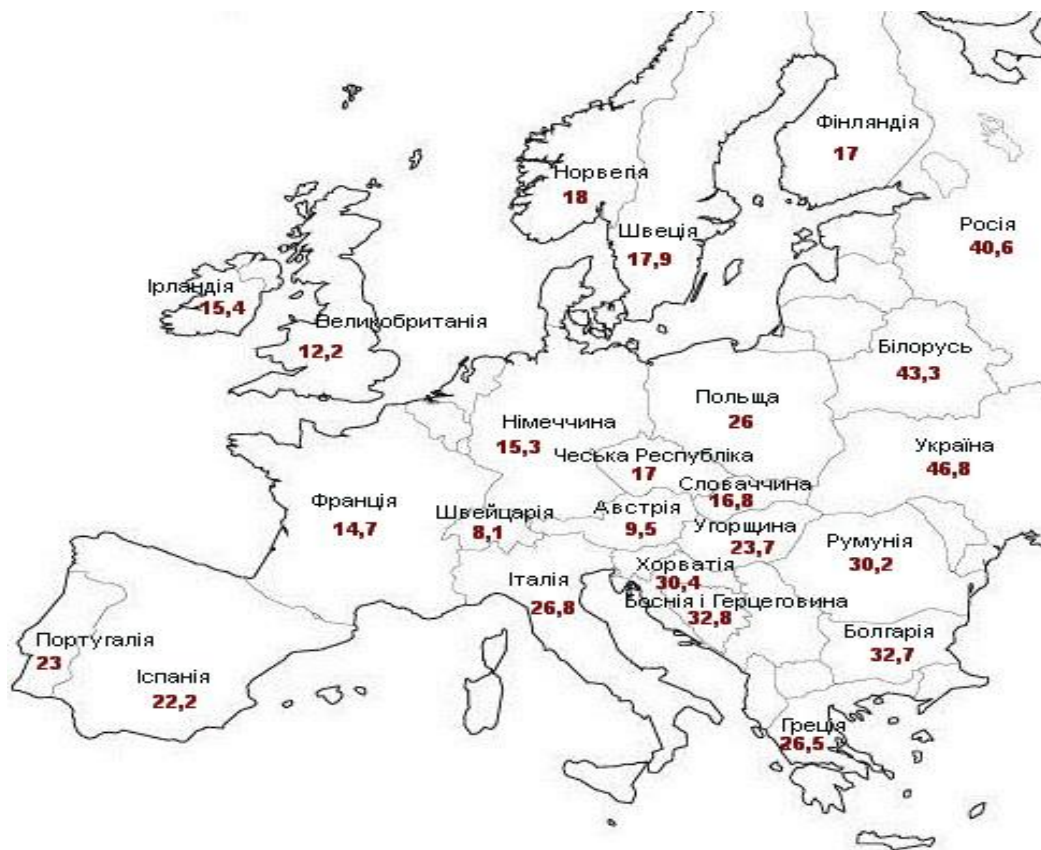 Фінляндія
17
Норвегія
18
Швеція
17,9
Росія
40,6
Ірландія
15,4
Великобританія
12,2
Білорусь
43,3
Польща
26
Німеччина
15,3
Чеська Республіка
17
Україна
46,8
Словаччина
16,8
Франція
14,7
Швейцарія
8,1
Австрія
9,5
Угорщина
23,7
Румунія
30,2
Хорватія
30,4
Італія
26,8
Боснія і Герцеговина
32,8
Болгарія
32,7
Португалія
23
Іспанія
22,2
Греція
26,5